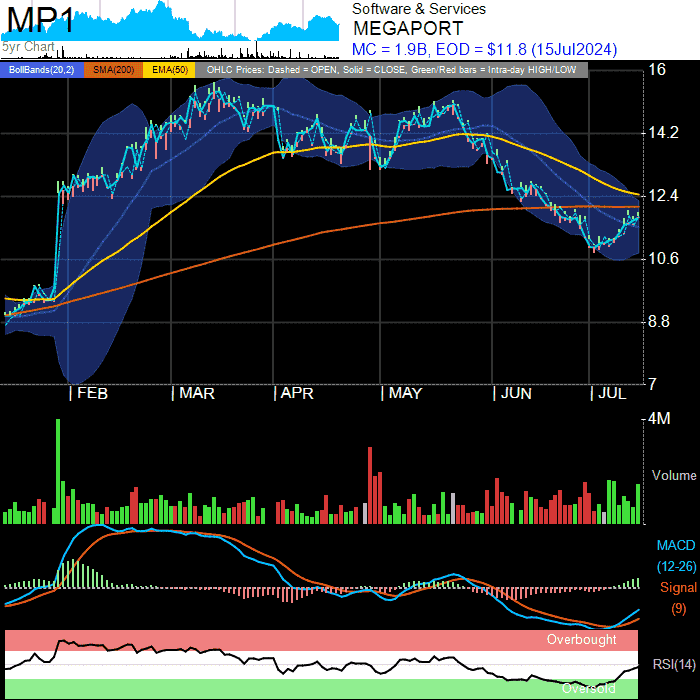 MP1
5yr Chart
Software & Services
MEGAPORT
MC = 1.9B, EOD = $11.8 (15Jul2024)
BollBands(20,2) SMA(200) EMA(50) OHLC Prices: Dashed = OPEN, Solid = CLOSE, Green/Red bars = Intra-day HIGH/LOW
16
14.2
12.4
10.6
8.8
7
FEB MAR APR MAY JUN JUL
4M
Volume
MACD
(12-26)
Signal
(9)
Overbought
RSI(14)
Oversold